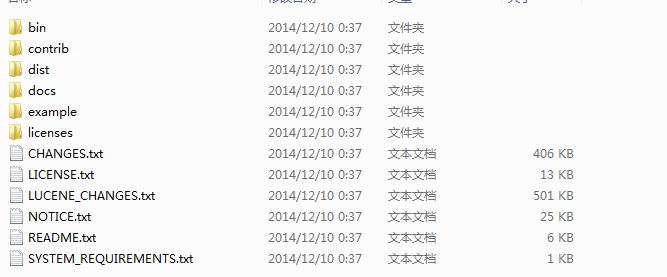 bin 2014/12/10 0:37 文件夹
contrib 2014/12/10 0:37 文件夹
dist 2014/12/10 0:37 文件夹
docs 2014/12/10 0:37 文件夹
example 2014/12/10 0:37 文件夹
licenses 2014/12/10 0:37 文件夹
CHANGES.txt 2014/12/10 0:37 文本文档 406 KB
LICENSE.txt 2014/12/10 0:37 文本文档 13 KB
LUCENE_CHANGES.txt 2014/12/10 0:37 文本文档 501 KB
NOTICE.txt 2014/12/10 0:37 文本文档 25 KB
README.txt 2014/12/10 0:37 文本文档 6 KB
SYSTEM_REQUIREMENTS.txt 2014/12/10 0:37 文本文档 1 KB